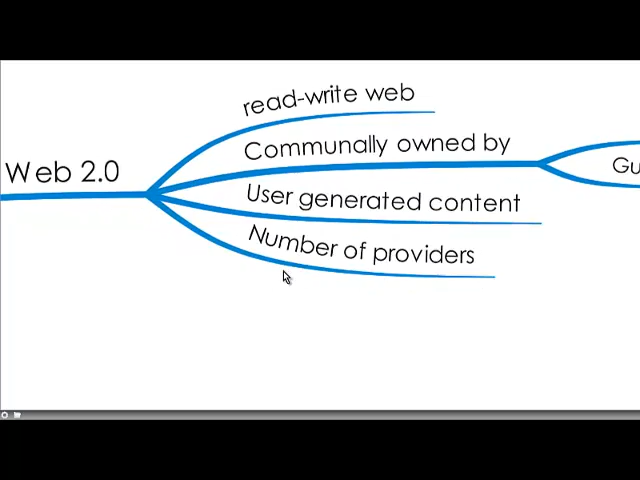 read-write web
Communally owned by
Web 2.0
User generated content
Number of providers